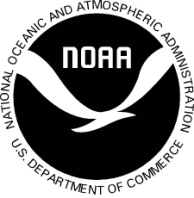 NATIONAL OCEANIC AND ATMOSPHERIC ADMINISTRATION
NOAA
U.S. DEPARTMENT OF COMMERCE